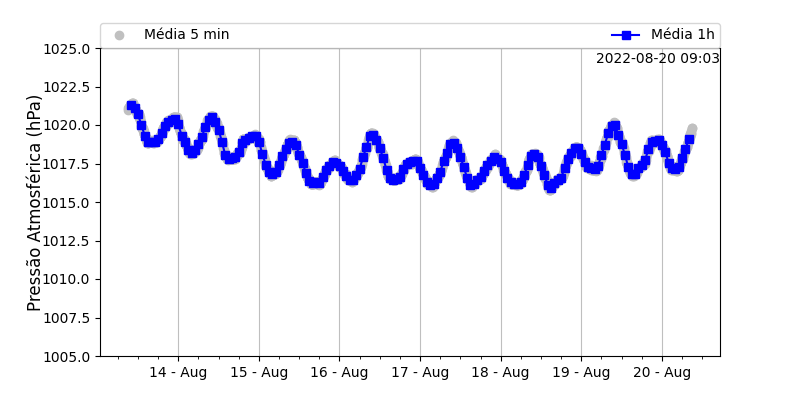 Média 5 min
Média 1h
2022-08-20 09:03
Pressão Atmosférica (hPa)
1025.0
1022.5
1020.0
1017.5
1015.0
1012.5
1010.0
1007.5
1005.0
14 - Aug
15 - Aug
16 - Aug
17 - Aug
18 - Aug
19 - Aug
20 - Aug